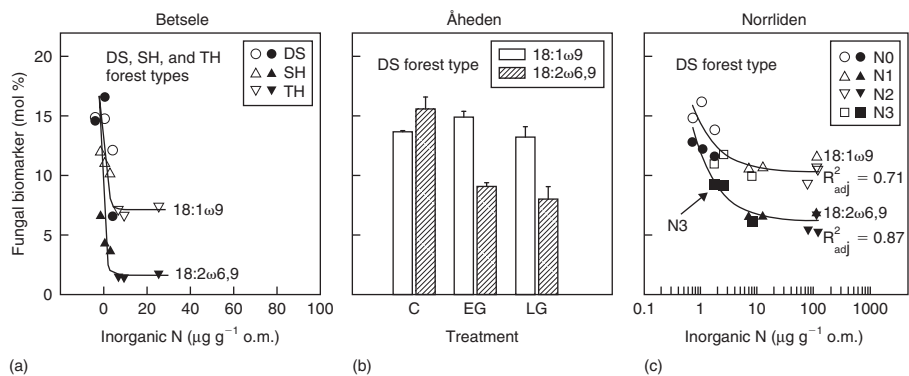 Betsele
Åheden
Norrliden
Fungal biomarker (mol %)
20
15
10
5
0
DS, SH, and TH
forest types
DS
SH
TH
18:1ω9
18:2ω6,9
0 20 40 60 80 100
Inorganic N (μg g−1 o.m.)
(a)
18:1ω9
18:2ω6,9
DS forest type
C EG LG
Treatment
(b)
DS forest type
N0
N1
N2
N3
18:1ω9
R2adj = 0.71
18:2ω6,9
R2adj = 0.87
N3
0.1 1 10 100 1000
Inorganic N (μg g−1 o.m.)
(c)